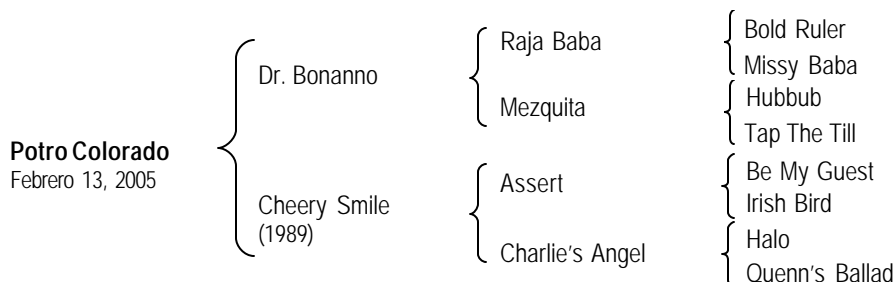 Potro Colorado
Febrero 13, 2005
Dr. Bonanno
Cheery Smile
(1989)
Raja Baba
Mezquita
Assert
Charlie's Angel
Bold Ruler
Missy Baba
Hubbub
Tap The Till
Be My Guest
Irish Bird
Halo
Quenn's Ballad